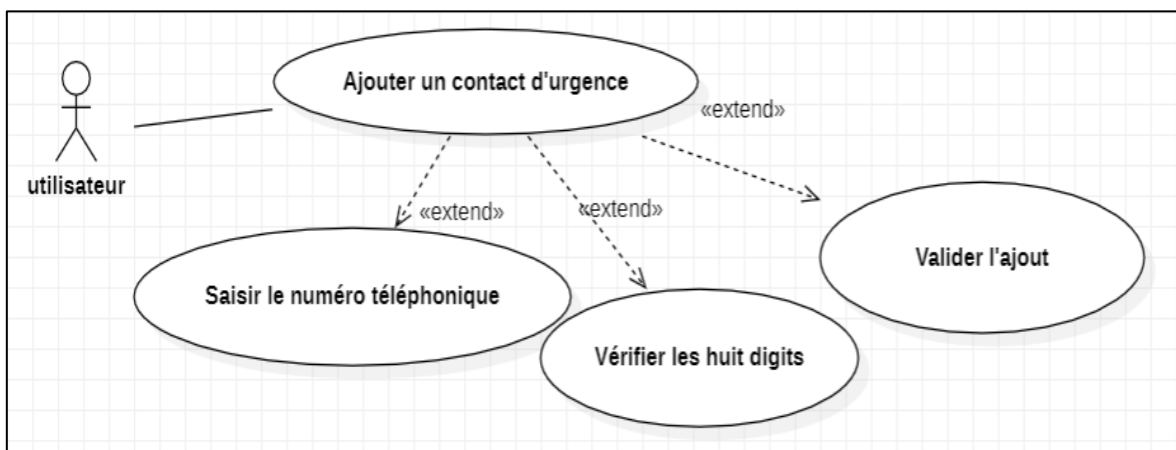 Ajouter un contact d'urgence
«extend»
utilisateur
«extend»
«extend»
Valider l'ajout
Saisir le numéro téléphonique
Vérifier les huit digits